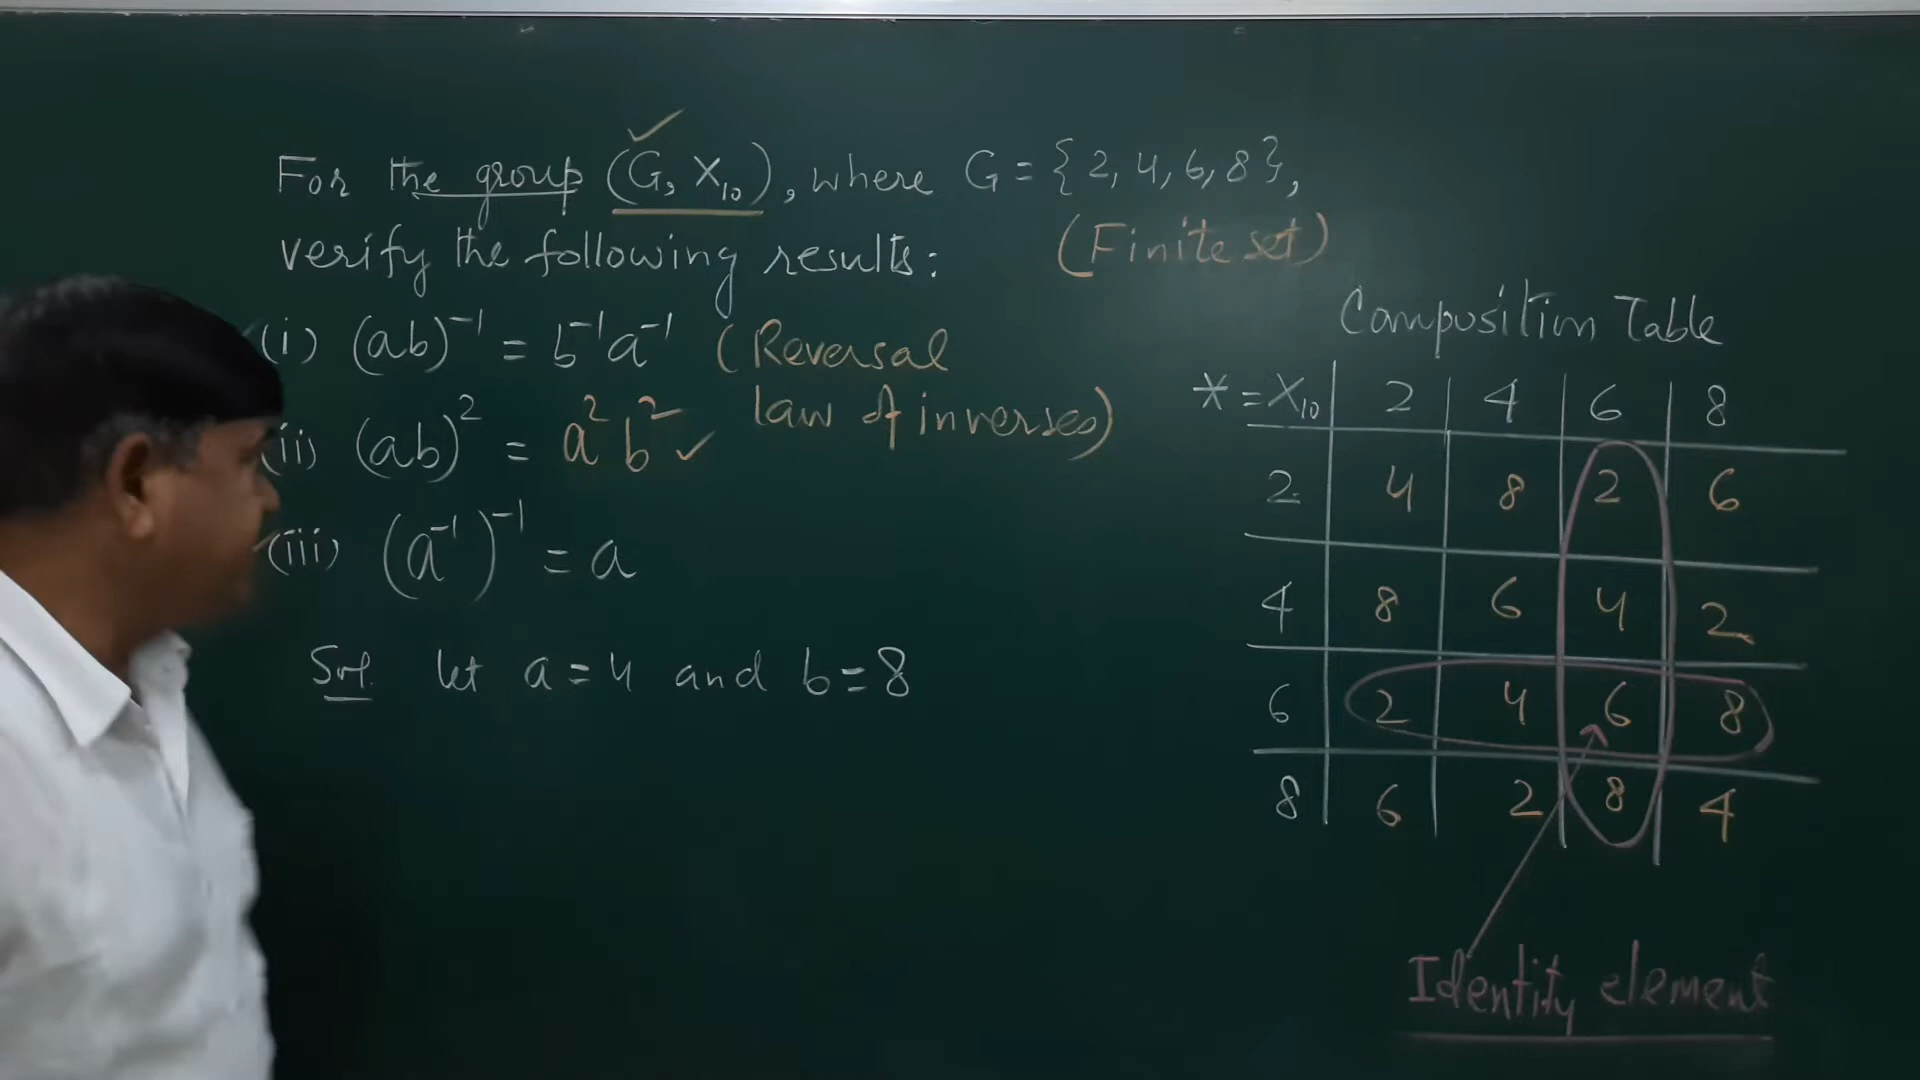 For the group (G, X₁₀), where G = {2, 4, 6, 8},
verify the following results: (Finite set)
(i) (ab)⁻¹ = b⁻¹a⁻¹ (Reversal
law of inverses)
(ii) (ab)² = a²b² ✓
(iii) (a⁻¹)⁻¹ = a
Sol. let a = 4 and b = 8
Composition Table
* = X₁₀ 2 4 6 8
2 4 8 2 6
4 8 6 4 2
6 2 4 6 8
8 6 2 8 4
Identity element